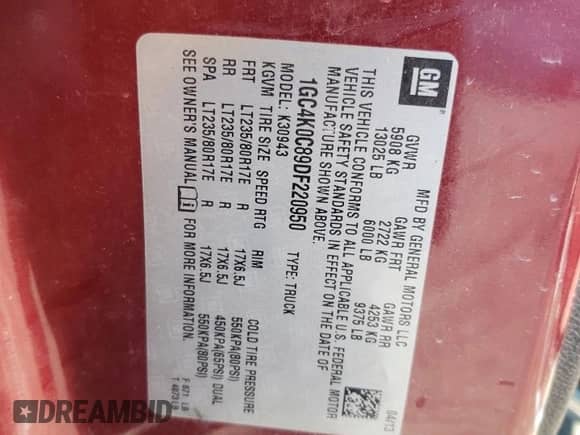 GM
®
MFD BY GENERAL MOTORS LLC 04/13
GVWR GAWR FRT GAWR RR
5908 KG 2722 KG 4253 KG
13025 LB 6000 LB 9375 LB
THIS VEHICLE CONFORMS TO ALL APPLICABLE U.S. FEDERAL MOTOR
VEHICLE SAFETY STANDARDS IN EFFECT ON THE DATE OF
MANUFACTURE SHOWN ABOVE.
1GC4K0C89DF220950 TYPE: TRUCK
MODEL: K30943
KGVM TIRE SIZE SPEED RTG RIM COLD TIRE PRESSURE
FRT LT235/80R17E R 17X6.5J 550KPA(80PSI)
RR LT235/80R17E R 17X6.5J 450KPA(65PSI) DUAL
SPA LT235/80R17E R 17X6.5J 550KPA(80PSI)
SEE OWNER'S MANUAL FOR MORE INFORMATION.
DREAMBID